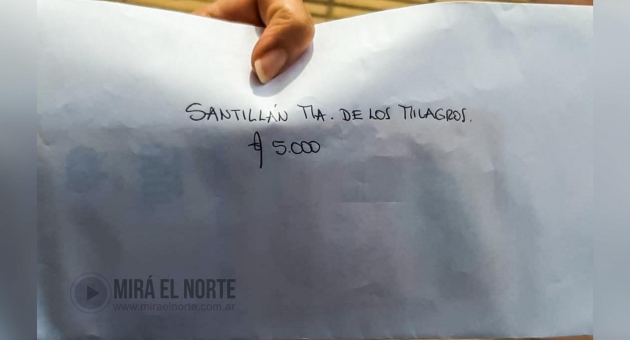 SANTILLÁN MA. DE LOS MILAGROS.
$ 5.000
MIRÁ EL NORTE
www.miraelnorte.com.ar